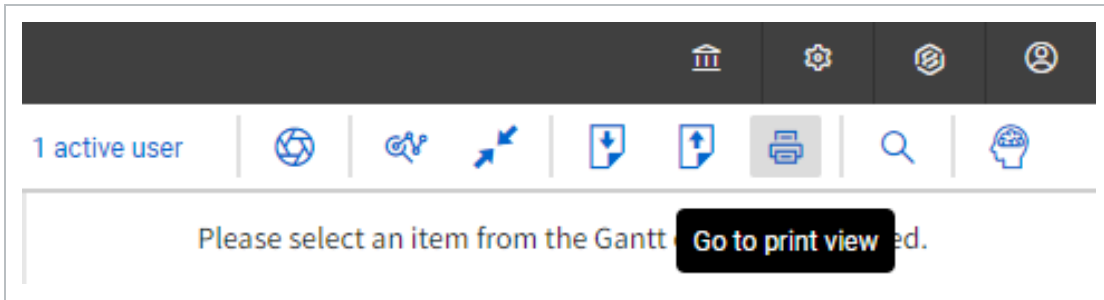 1 active user
Please select an item from the Gantt
Go to print view
ed.